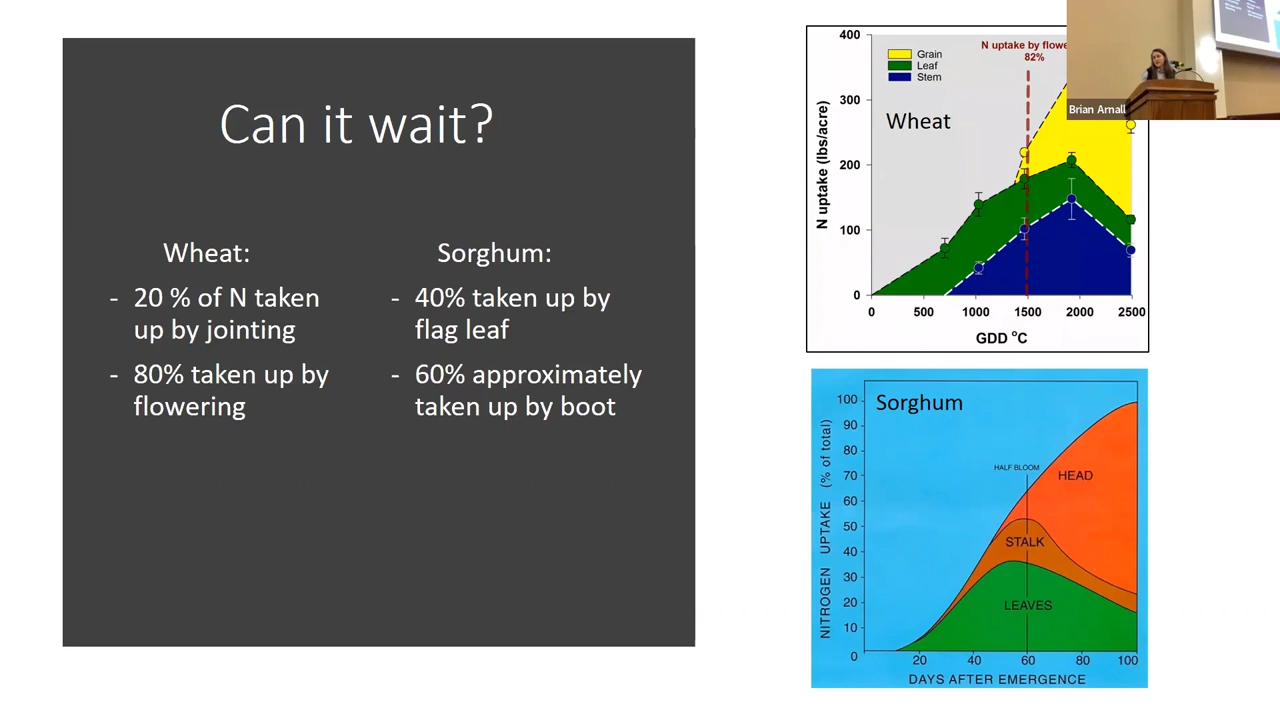 Can it wait?
Wheat:
- 20 % of N taken
up by jointing
- 80% taken up by
flowering
Sorghum:
- 40% taken up by
flag leaf
- 60% approximately
taken up by boot
N uptake by flowe
82%
Grain
Leaf
Stem
Wheat
N uptake (lbs/acre)
400
300
200
100
0
0 500 1000 1500 2000 2500
GDD °C
Brian Arnall
Sorghum
NITROGEN UPTAKE (% of total)
100
90
80
70
60
50
40
30
20
10
0
HALF BLOOM
HEAD
STALK
LEAVES
20 40 60 80 100
DAYS AFTER EMERGENCE